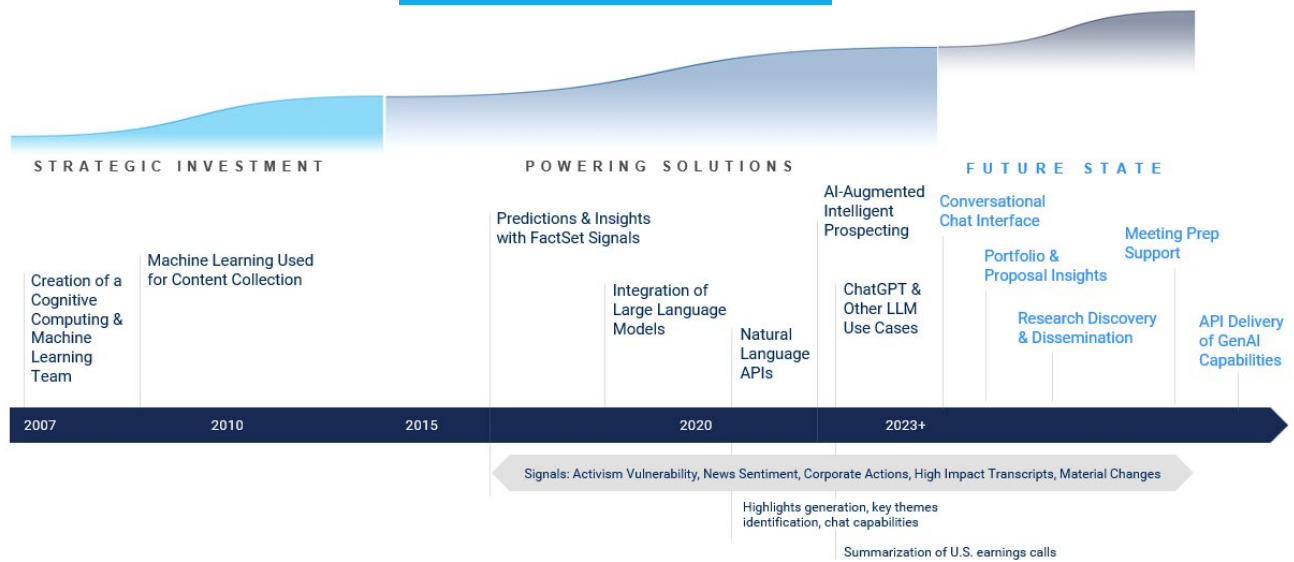 STRATEGIC INVESTMENT
POWERING SOLUTIONS
FUTURE STATE
Creation of a
Cognitive
Computing &
Machine
Learning
Team
Machine Learning Used
for Content Collection
Predictions & Insights
with FactSet Signals
Integration of
Large Language
Models
Natural
Language
APIs
AI-Augmented
Intelligent
Prospecting
ChatGPT &
Other LLM
Use Cases
Conversational
Chat Interface
Portfolio &
Proposal Insights
Research Discovery
& Dissemination
Meeting Prep
Support
API Delivery
of GenAI
Capabilities
2007
2010
2015
2020
2023+
Signals: Activism Vulnerability, News Sentiment, Corporate Actions, High Impact Transcripts, Material Changes
Highlights generation, key themes
identification, chat capabilities
Summarization of U.S. earnings calls